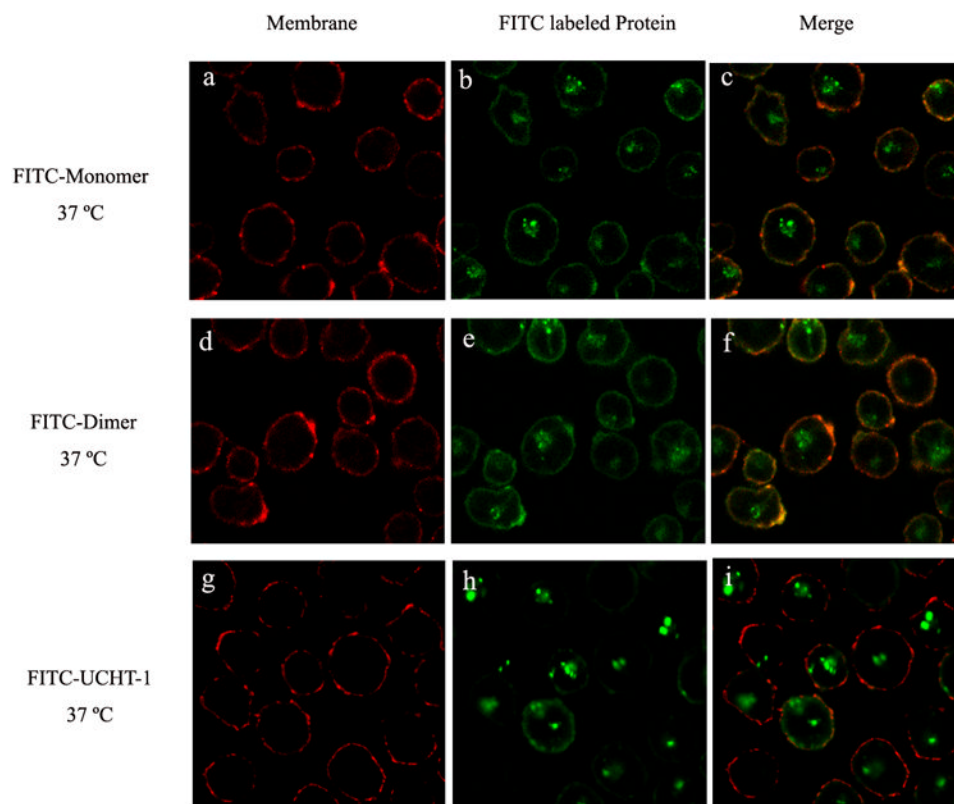 Membrane FITC labeled Protein Merge
a b c
FITC-Monomer
37 ºC
d e f
FITC-Dimer
37 ºC
g h i
FITC-UCHT-1
37 ºC